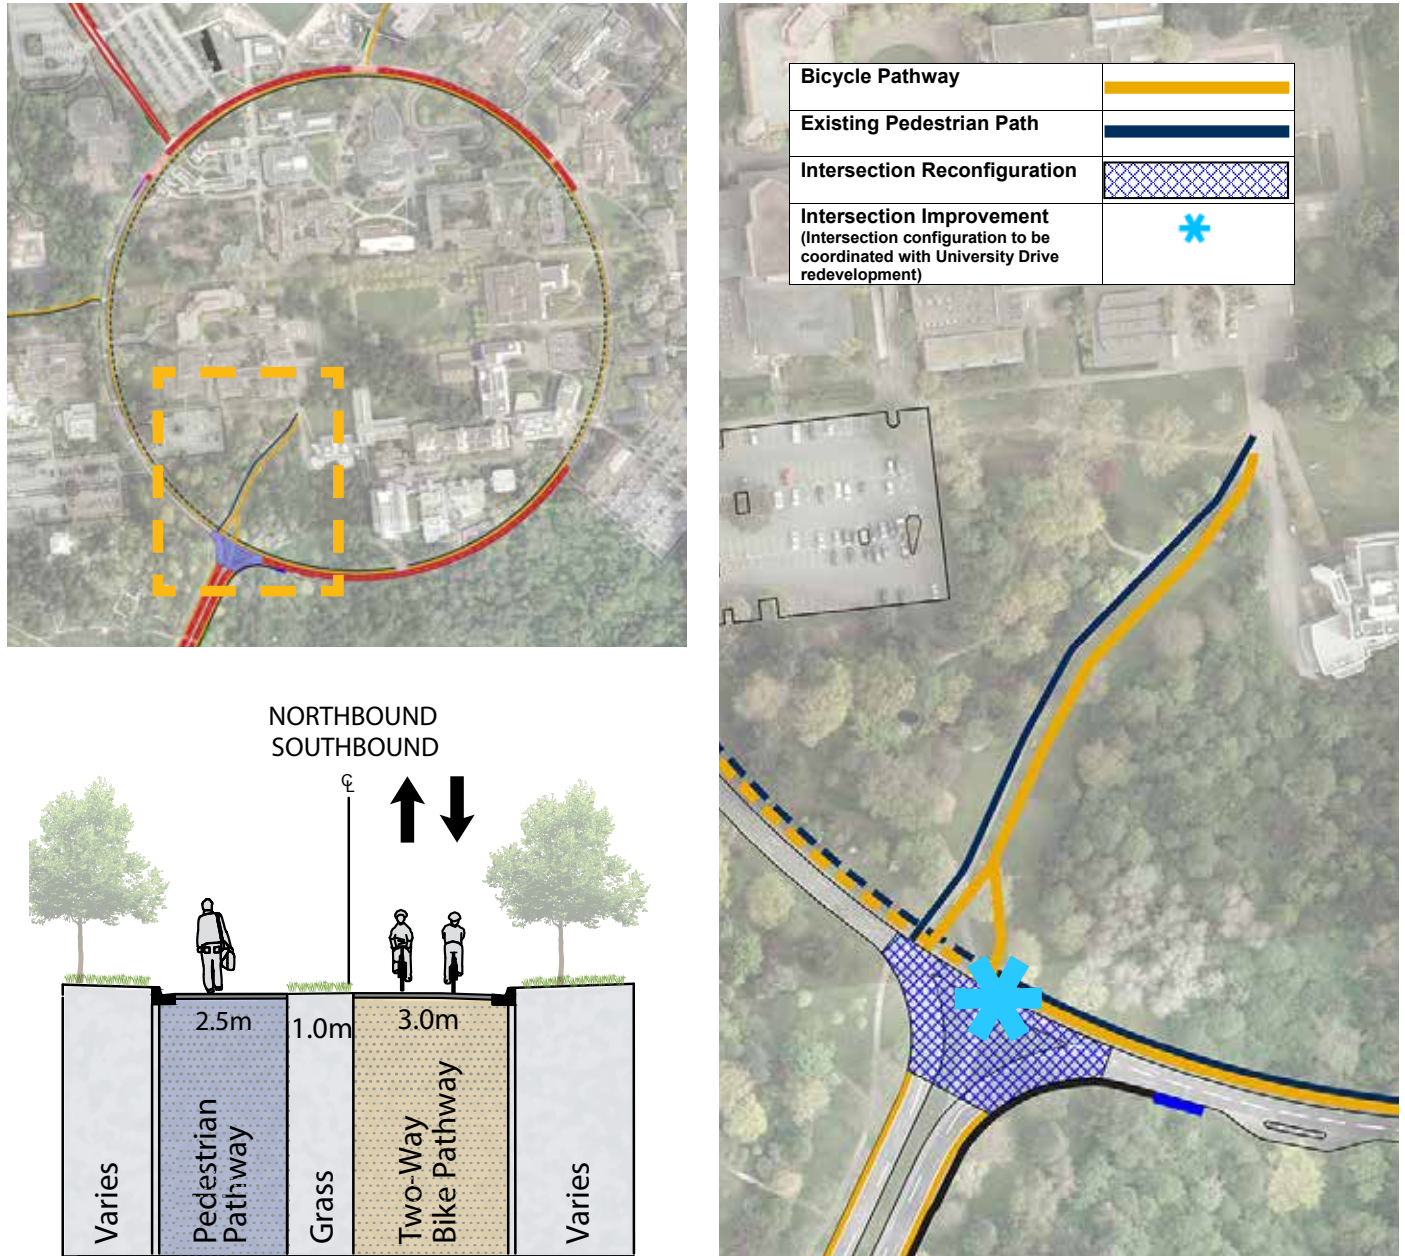 Bicycle Pathway
Existing Pedestrian Path
Intersection Reconfiguration
Intersection Improvement
(Intersection configuration to be
coordinated with University Drive
redevelopment)
NORTHBOUND
SOUTHBOUND
℄
2.5m
1.0m
3.0m
Varies
Pedestrian
Pathway
Grass
Two-Way
Bike Pathway
Varies